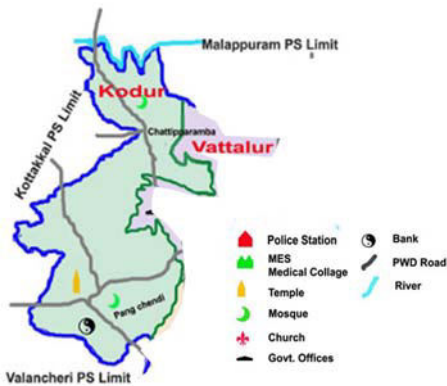 Malappuram PS Limit
Kodur
Chattipparamba
Vattalur
Kottakkal PS Limit
Pang chendi
Valancheri PS Limit
Police Station
MES
Medical Collage
Temple
Mosque
Church
Govt. Offices
Bank
PWD Road
River